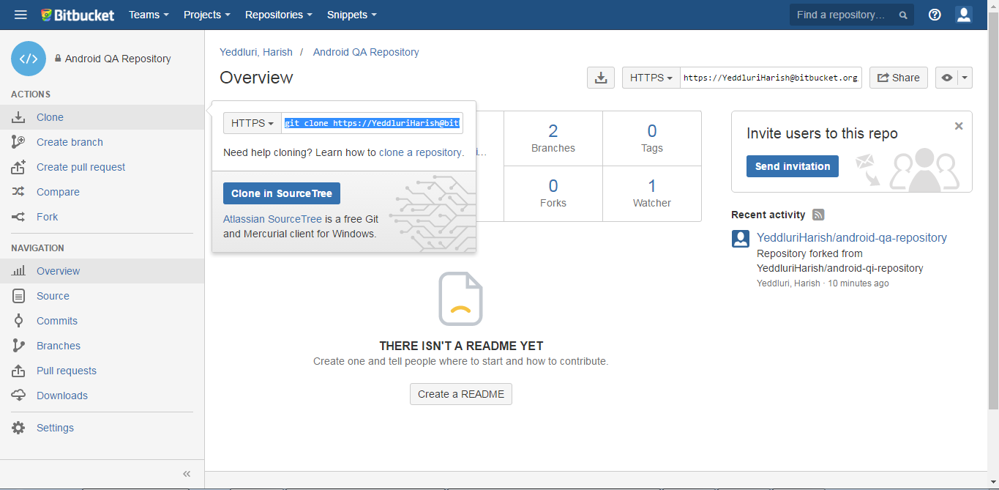 Bitbucket Teams Projects Repositories Snippets Find a repository...
Android QA Repository
ACTIONS
Clone
Create branch
Create pull request
Compare
Fork
NAVIGATION
Overview
Source
Commits
Branches
Pull requests
Downloads
Settings
Yeddluri, Harish / Android QA Repository
Overview
HTTPS https://YeddluriHarish@bitbucket.org
Share
HTTPS git clone https://YeddluriHarish@bit
Need help cloning? Learn how to clone a repository.
Clone in SourceTree
Atlassian SourceTree is a free Git
and Mercurial client for Windows.
i...
2
Branches
0
Tags
0
Forks
1
Watcher
Invite users to this repo
Send invitation
Recent activity
YeddluriHarish/android-qa-repository
Repository forked from
YeddluriHarish/android-qi-repository
Yeddluri, Harish · 10 minutes ago
THERE ISN'T A README YET
Create one and tell people where to start and how to contribute.
Create a README